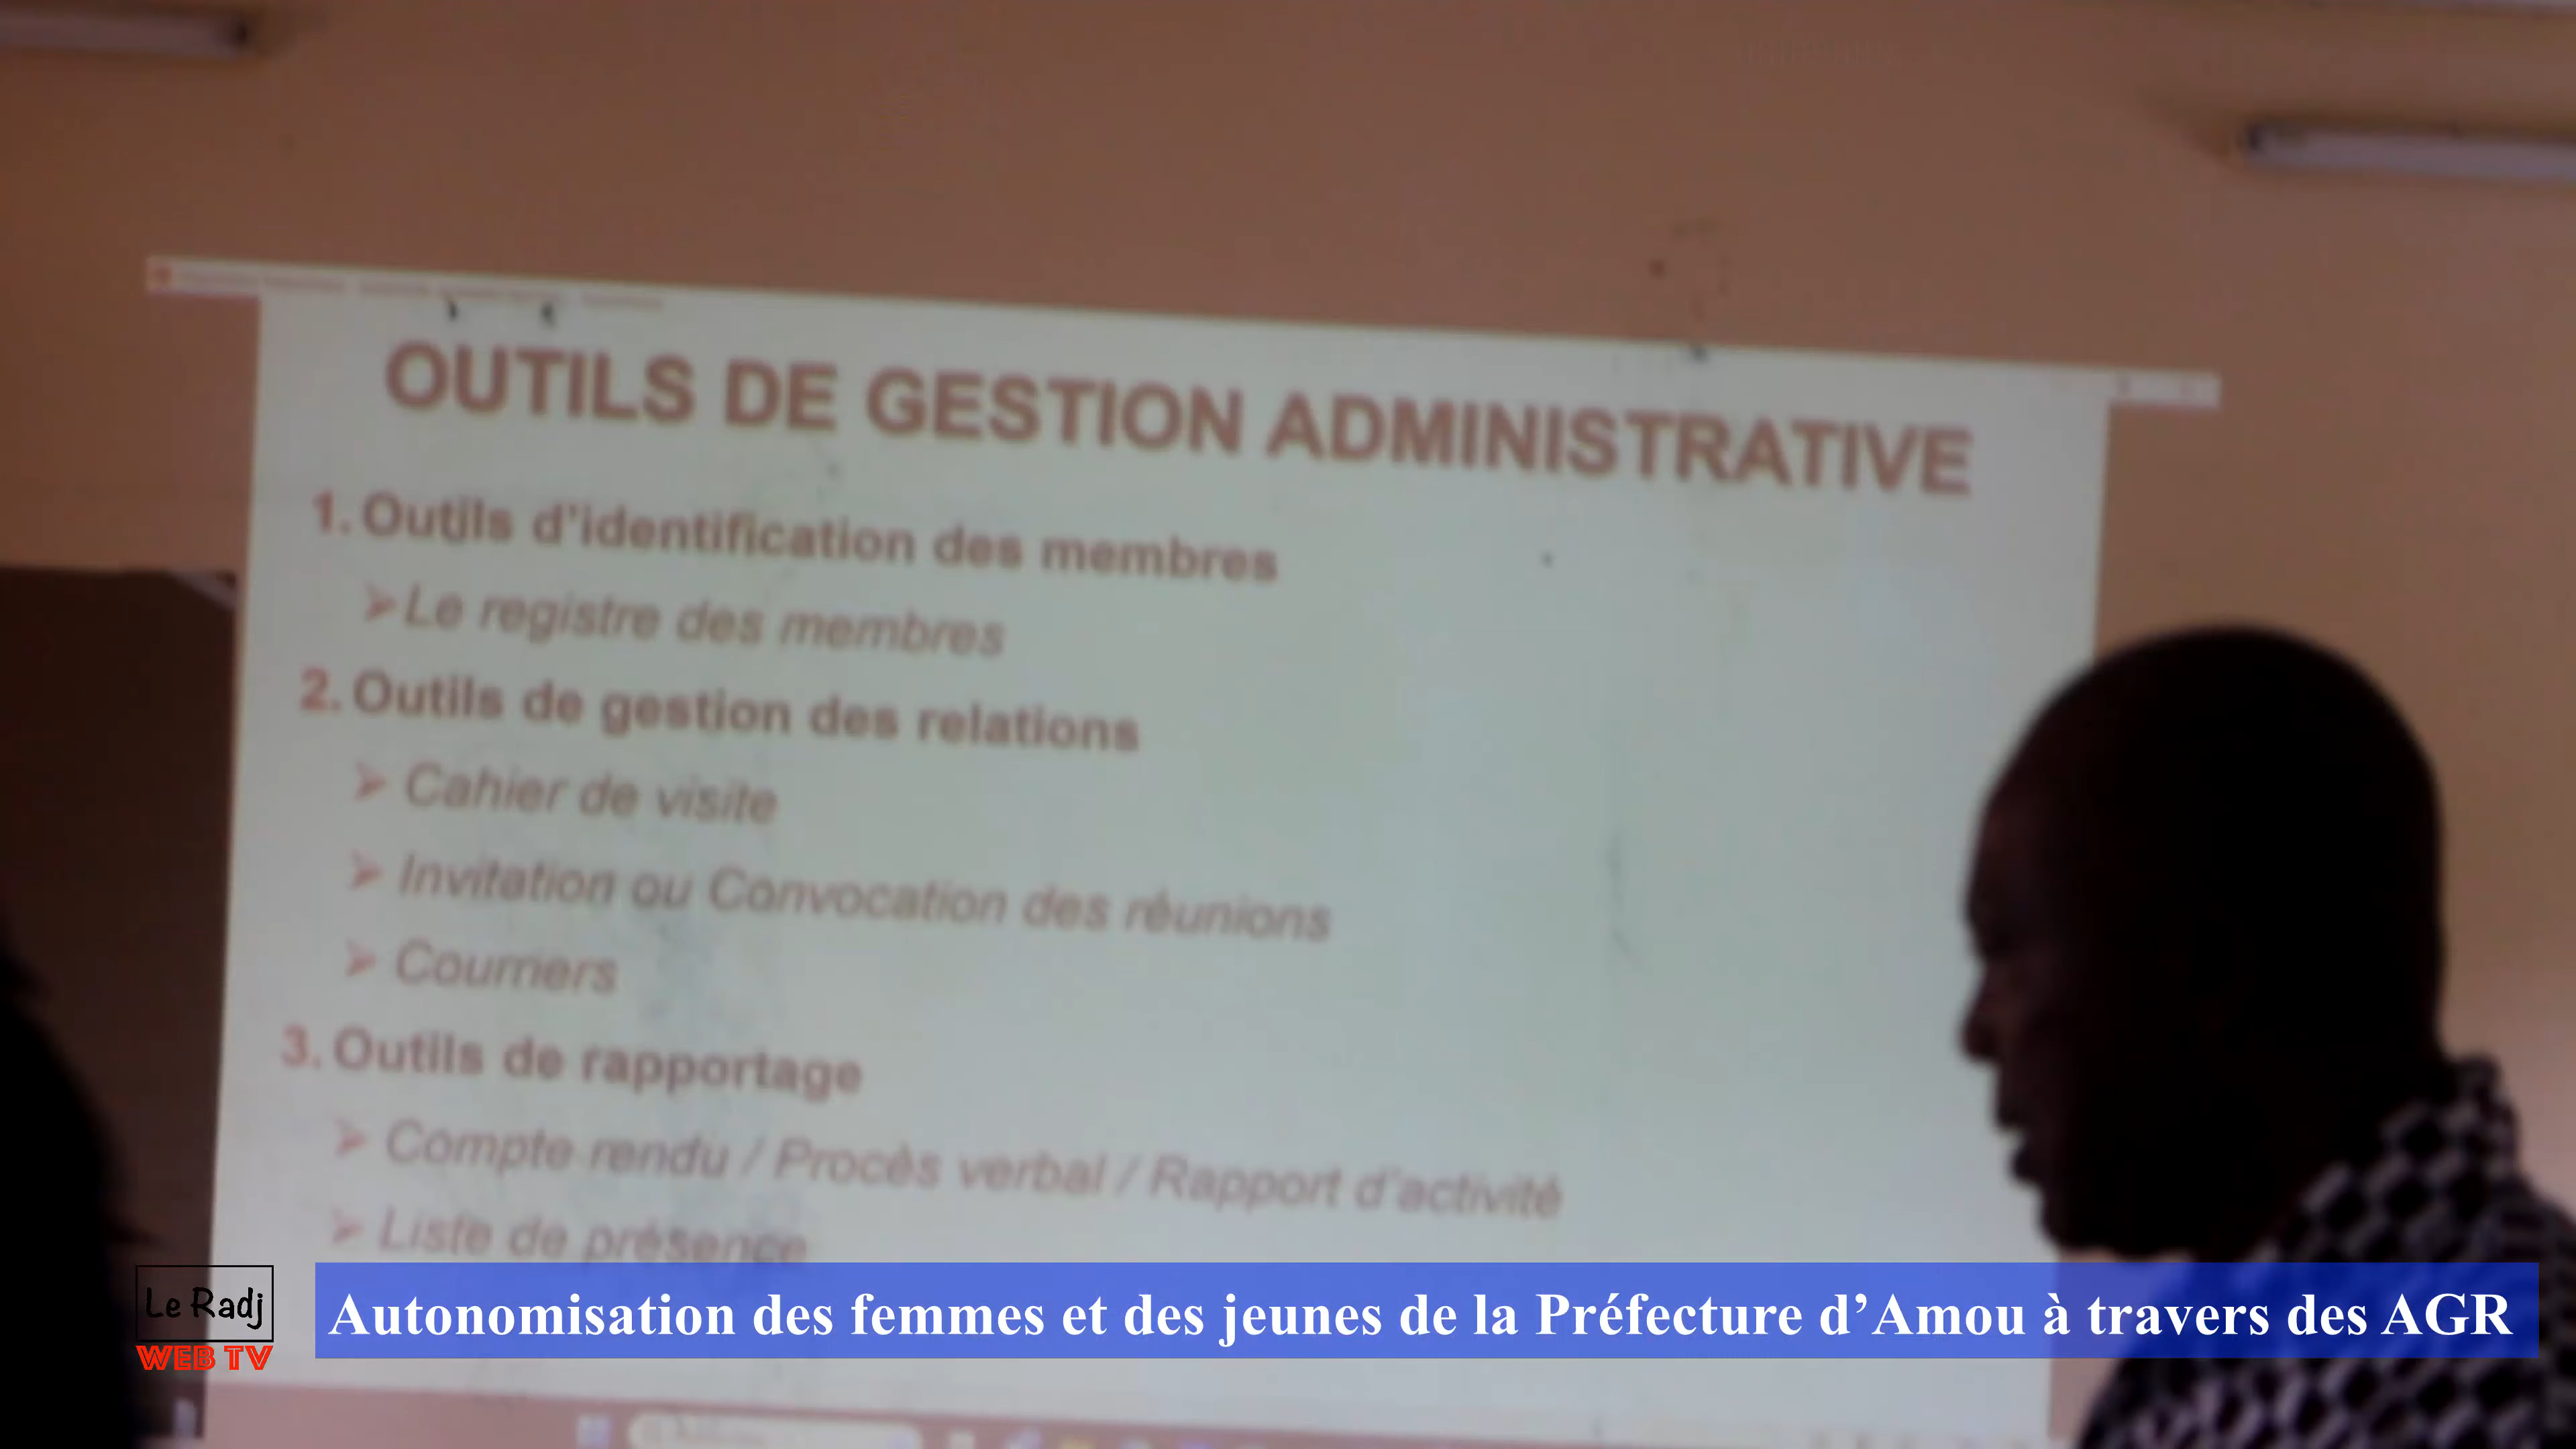 OUTILS DE GESTION ADMINISTRATIVE
1. Outils d'identification des membres
➢ Le registre des membres
2. Outils de gestion des relations
➢ Cahier de visite
➢ Invitation ou Convocation des réunions
➢ Courriers
3. Outils de rapportage
➢ Compte rendu / Procès verbal / Rapport d'activité
➢ Liste de présence
Le Radj
WEB TV
Autonomisation des femmes et des jeunes de la Préfecture d’Amou à travers des AGR